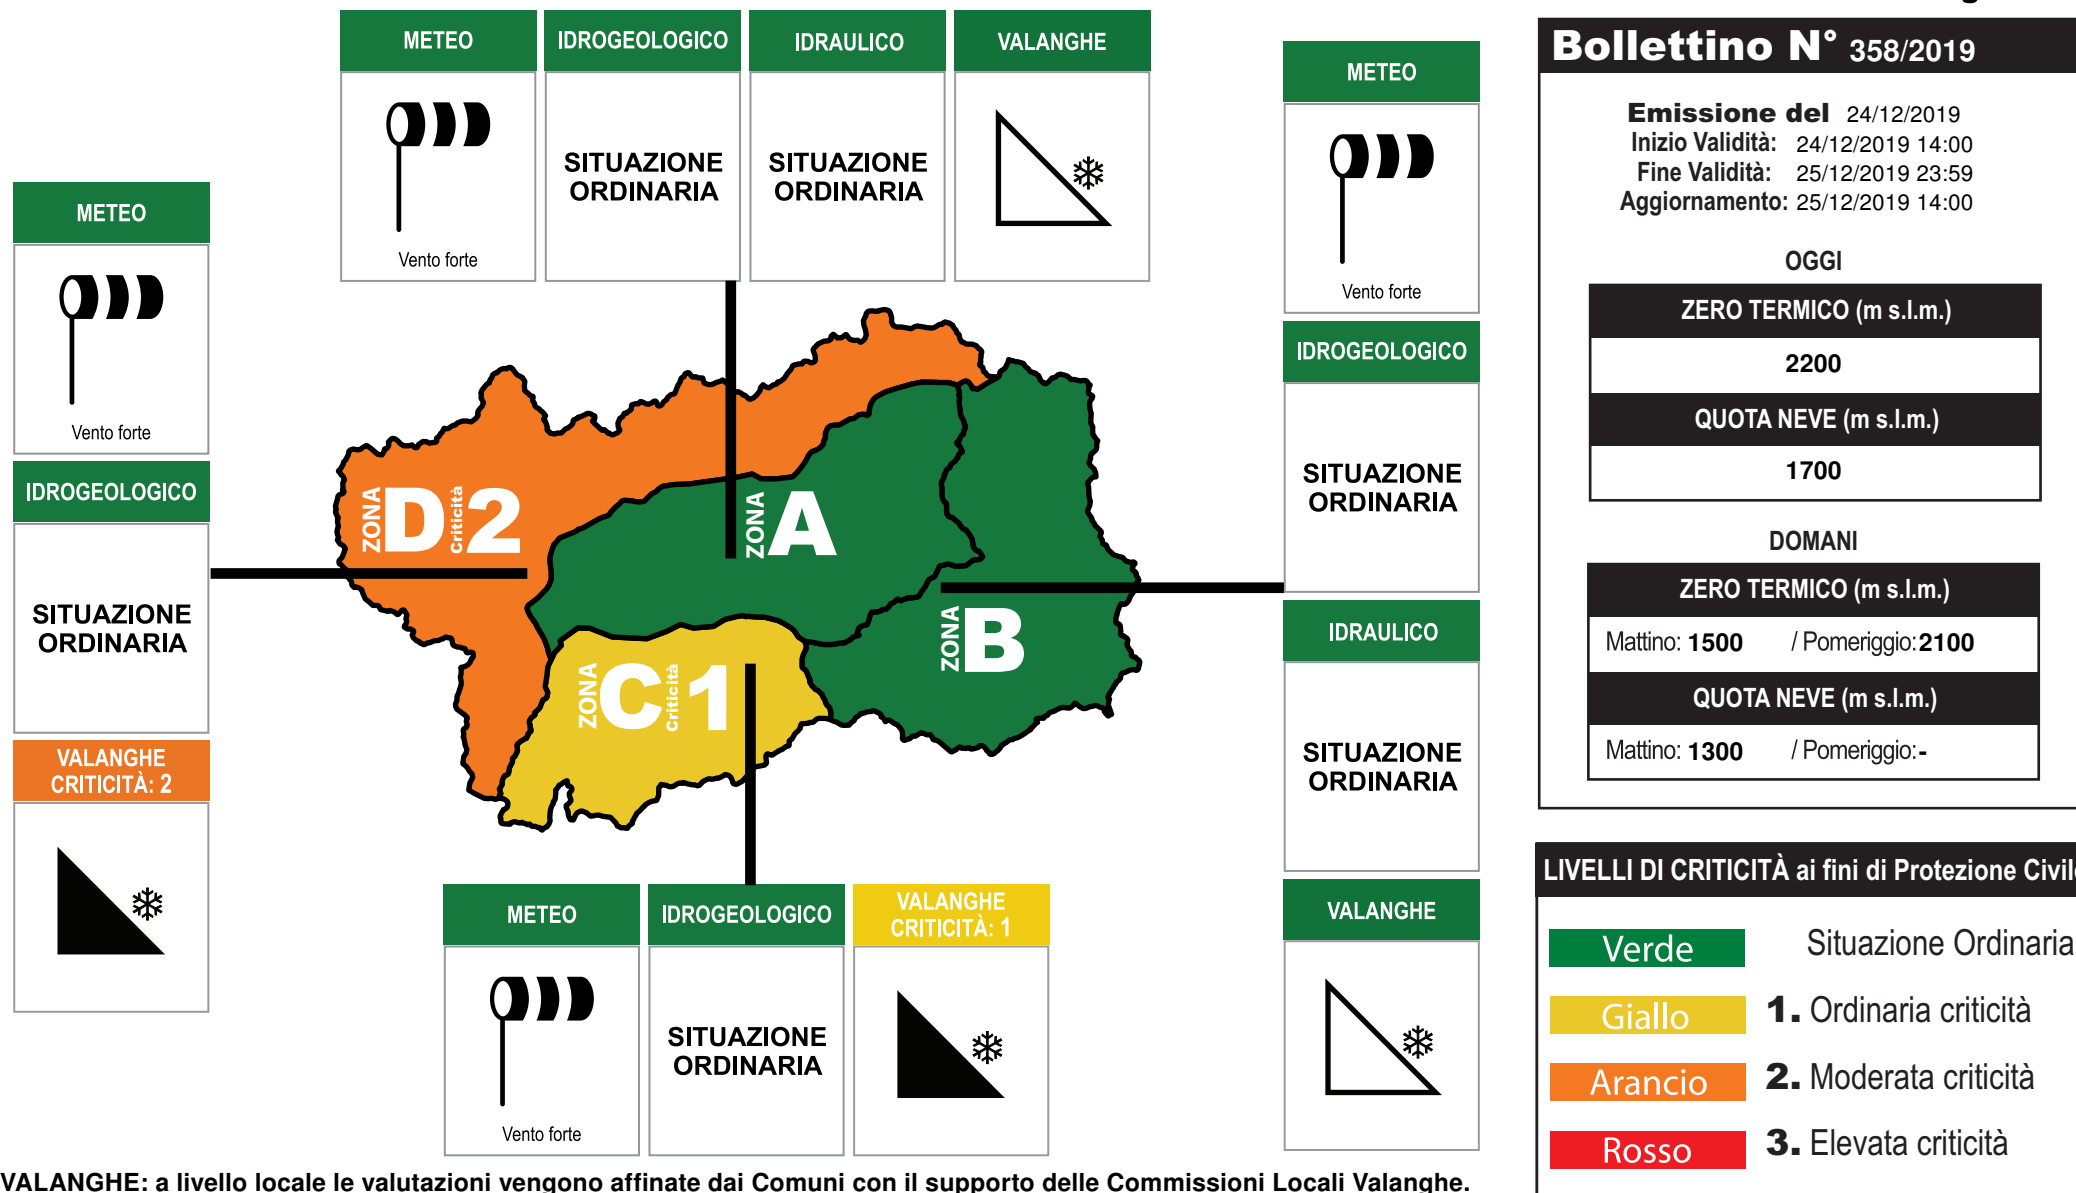 METEO
IDROGEOLOGICO
IDRAULICO
VALANGHE
Vento forte
SITUAZIONE
ORDINARIA
SITUAZIONE
ORDINARIA
METEO
Vento forte
IDROGEOLOGICO
SITUAZIONE
ORDINARIA
IDRAULICO
SITUAZIONE
ORDINARIA
VALANGHE
METEO
Vento forte
IDROGEOLOGICO
SITUAZIONE
ORDINARIA
VALANGHE
CRITICITÀ: 2
ZONA D Criticità 2
ZONA A
ZONA B
ZONA C Criticità 1
METEO
IDROGEOLOGICO
VALANGHE
CRITICITÀ: 1
Vento forte
SITUAZIONE
ORDINARIA
VALANGHE: a livello locale le valutazioni vengono affinate dai Comuni con il supporto delle Commissioni Locali Valanghe.
Bollettino N° 358/2019
Emissione del 24/12/2019
Inizio Validità: 24/12/2019 14:00
Fine Validità: 25/12/2019 23:59
Aggiornamento: 25/12/2019 14:00
OGGI
ZERO TERMICO (m s.l.m.)
2200
QUOTA NEVE (m s.l.m.)
1700
DOMANI
ZERO TERMICO (m s.l.m.)
Mattino: 1500 / Pomeriggio: 2100
QUOTA NEVE (m s.l.m.)
Mattino: 1300 / Pomeriggio: -
LIVELLI DI CRITICITÀ ai fini di Protezione Civile
Verde Situazione Ordinaria
Giallo 1. Ordinaria criticità
Arancio 2. Moderata criticità
Rosso 3. Elevata criticità